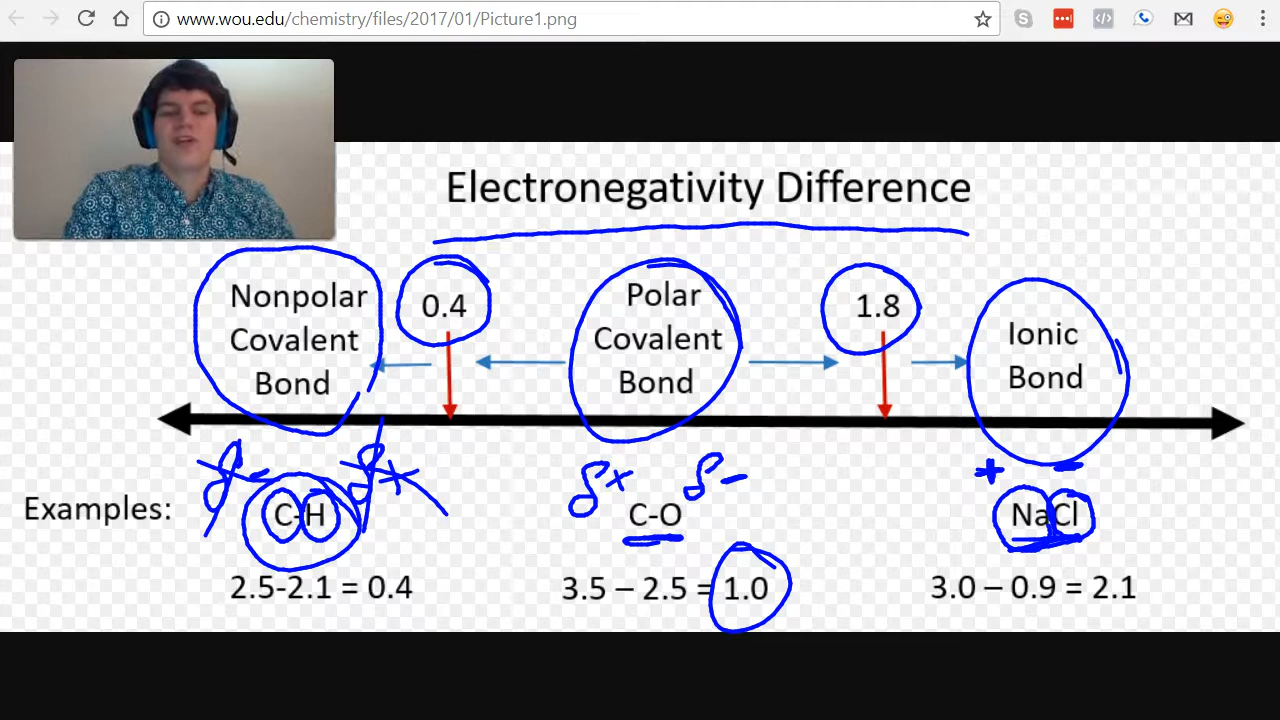 www.wou.edu/chemistry/files/2017/01/Picture1.png
Electronegativity Difference
Nonpolar
Covalent
Bond
0.4
Polar
Covalent
Bond
1.8
Ionic
Bond
δ- δ+
δ+ δ-
+ -
Examples:
C-H
C-O
NaCl
2.5-2.1 = 0.4
3.5 – 2.5 = 1.0
3.0 – 0.9 = 2.1